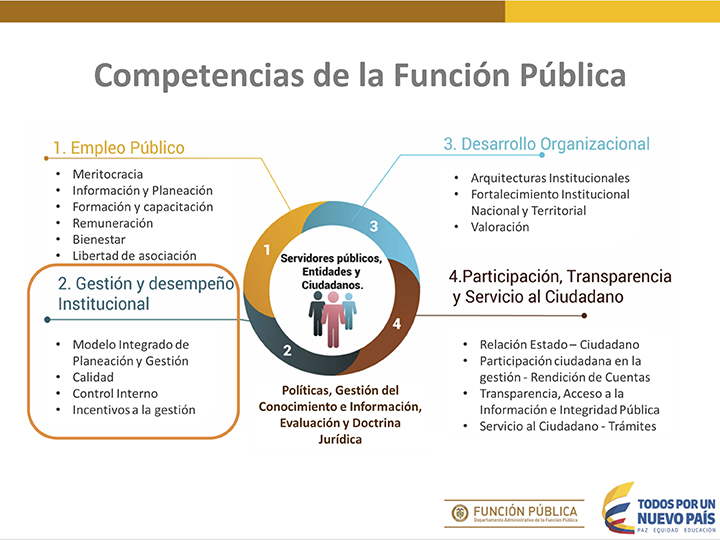 Competencias de la Función Pública
1. Empleo Público
• Meritocracia
• Información y Planeación
• Formación y capacitación
• Remuneración
• Bienestar
• Libertad de asociación
2. Gestión y desempeño
Institucional
• Modelo Integrado de
Planeación y Gestión
• Calidad
• Control Interno
• Incentivos a la gestión
1
3
2
4
Servidores públicos,
Entidades y
Ciudadanos.
Políticas, Gestión del
Conocimiento e Información,
Evaluación y Doctrina
Jurídica
3. Desarrollo Organizacional
• Arquitecturas Institucionales
• Fortalecimiento Institucional
Nacional y Territorial
• Valoración
4.Participación, Transparencia
y Servicio al Ciudadano
• Relación Estado – Ciudadano
• Participación ciudadana en la
gestión - Rendición de Cuentas
• Transparencia, Acceso a la
Información e Integridad Pública
• Servicio al Ciudadano - Trámites
FUNCIÓN PÚBLICA
Departamento Administrativo de la Función Pública
TODOS POR UN
NUEVO PAÍS
PAZ EQUIDAD EDUCACIÓN